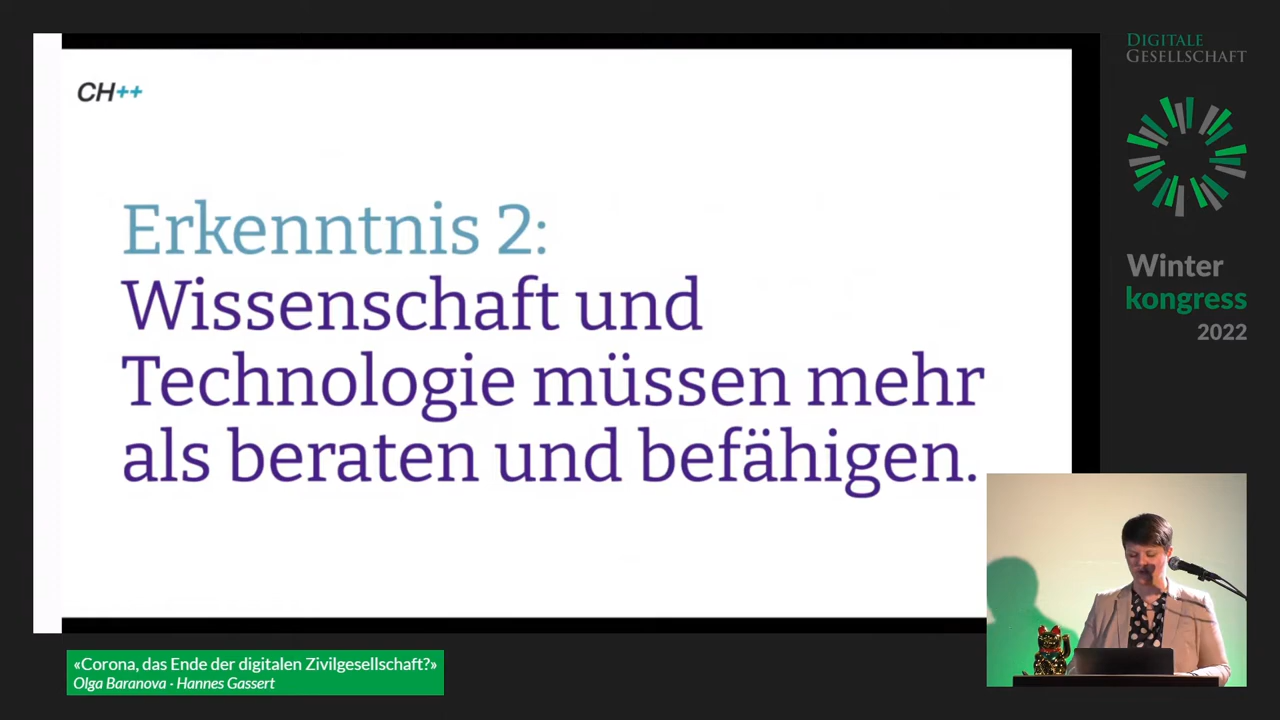 CH++
Erkenntnis 2:
Wissenschaft und
Technologie müssen mehr
als beraten und befähigen.
DIGITALE
GESELLSCHAFT
Winter
kongress
2022
«Corona, das Ende der digitalen Zivilgesellschaft?»
Olga Baranova · Hannes Gassert